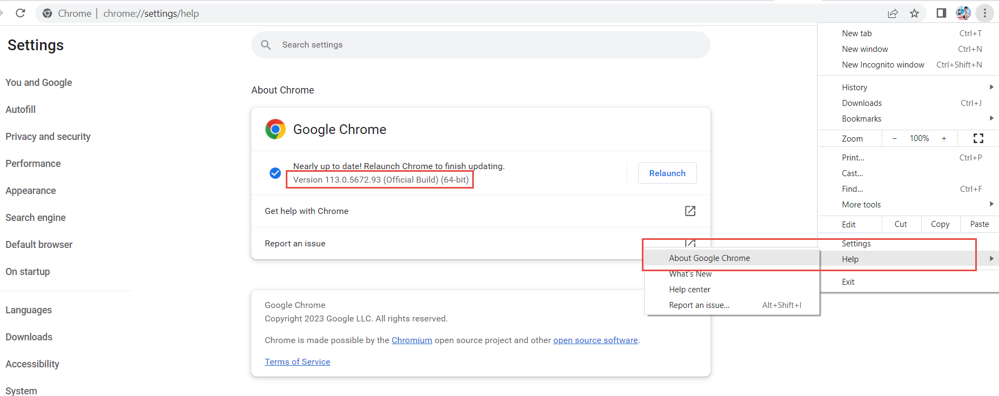 Chrome | chrome://settings/help
Settings
Search settings
You and Google
Autofill
Privacy and security
Performance
Appearance
Search engine
Default browser
On startup
Languages
Downloads
Accessibility
System
About Chrome
Google Chrome
Nearly up to date! Relaunch Chrome to finish updating.
Version 113.0.5672.93 (Official Build) (64-bit)
Relaunch
Get help with Chrome
Report an issue
Google Chrome
Copyright 2023 Google LLC. All rights reserved.
Chrome is made possible by the Chromium open source project and other open source software.
Terms of Service
New tab Ctrl+T
New window Ctrl+N
New Incognito window Ctrl+Shift+N
History
Downloads Ctrl+J
Bookmarks
Zoom − 100% +
Print... Ctrl+P
Cast...
Find... Ctrl+F
More tools
Edit Cut Copy Paste
Settings
Help
Exit
About Google Chrome
What's New
Help center
Report an issue... Alt+Shift+I